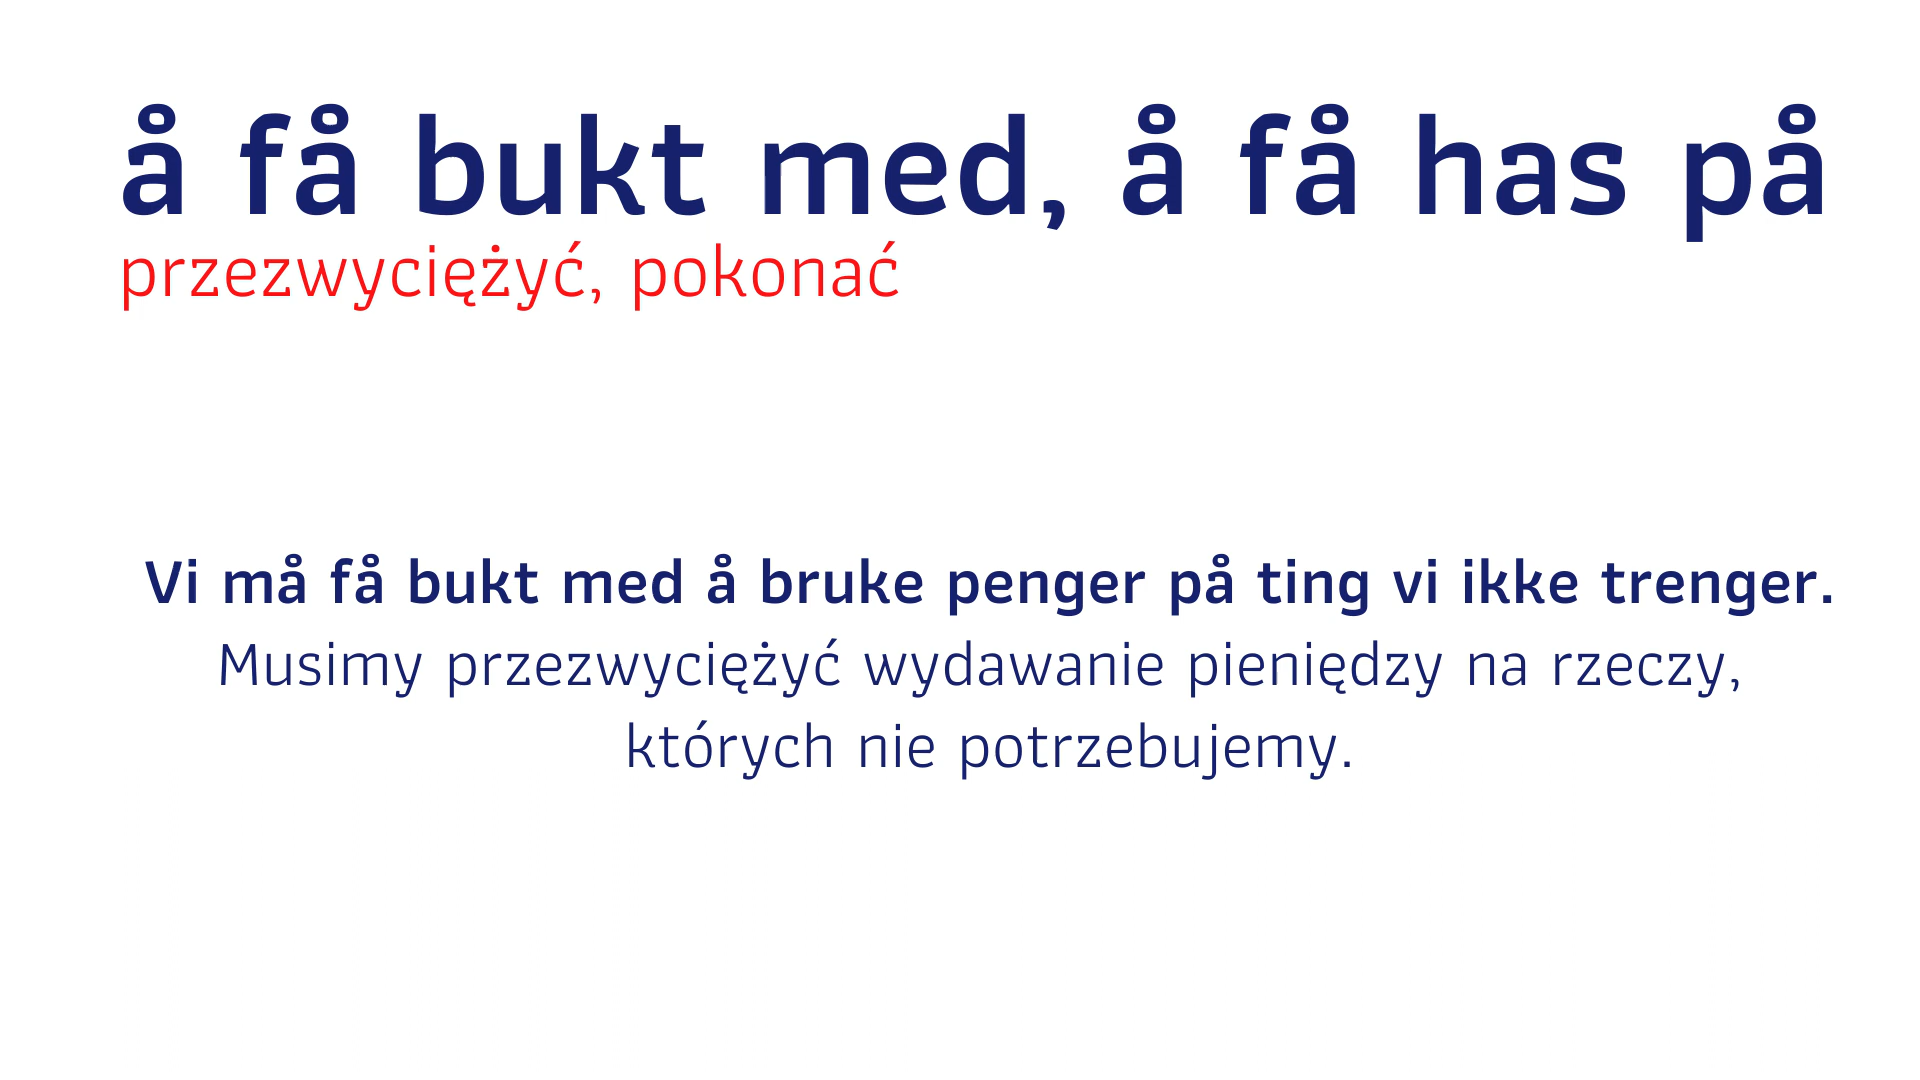 å få bukt med, å få has på
przezwyciężyć, pokonać
Vi må få bukt med å bruke penger på ting vi ikke trenger.
Musimy przezwyciężyć wydawanie pieniędzy na rzeczy,
których nie potrzebujemy.